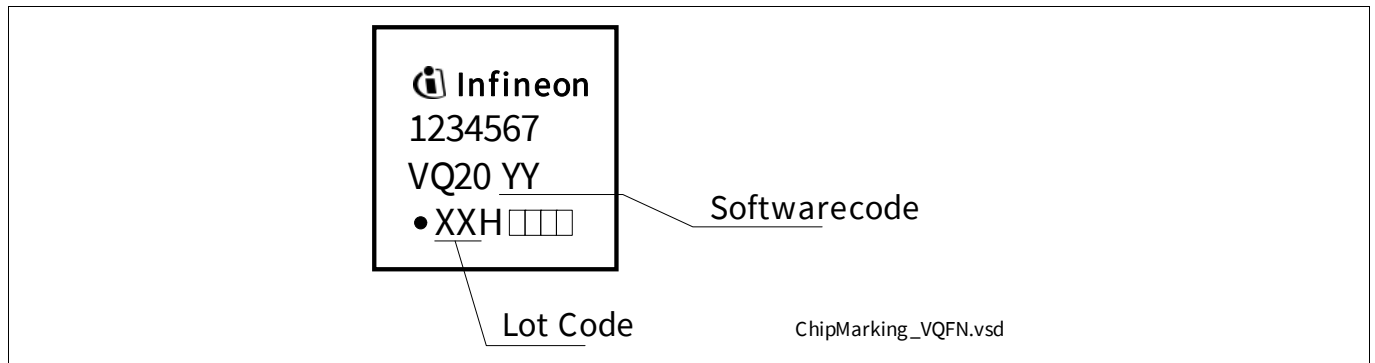 Infineon
1234567
VQ20 YY
•XXH
Softwarecode
Lot Code
ChipMarking_VQFN.vsd